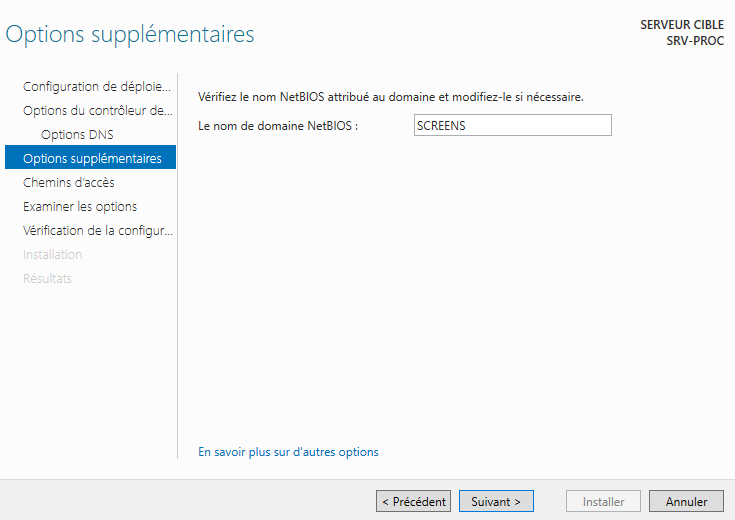 Options supplémentaires
SERVEUR CIBLE
SRV-PROC
Configuration de déploie...
Options du contrôleur de...
Options DNS
Options supplémentaires
Chemins d’accès
Examiner les options
Vérification de la configur...
Installation
Résultats
Vérifiez le nom NetBIOS attribué au domaine et modifiez-le si nécessaire.
Le nom de domaine NetBIOS : SCREENS
En savoir plus sur d'autres options
< Précédent Suivant > Installer Annuler